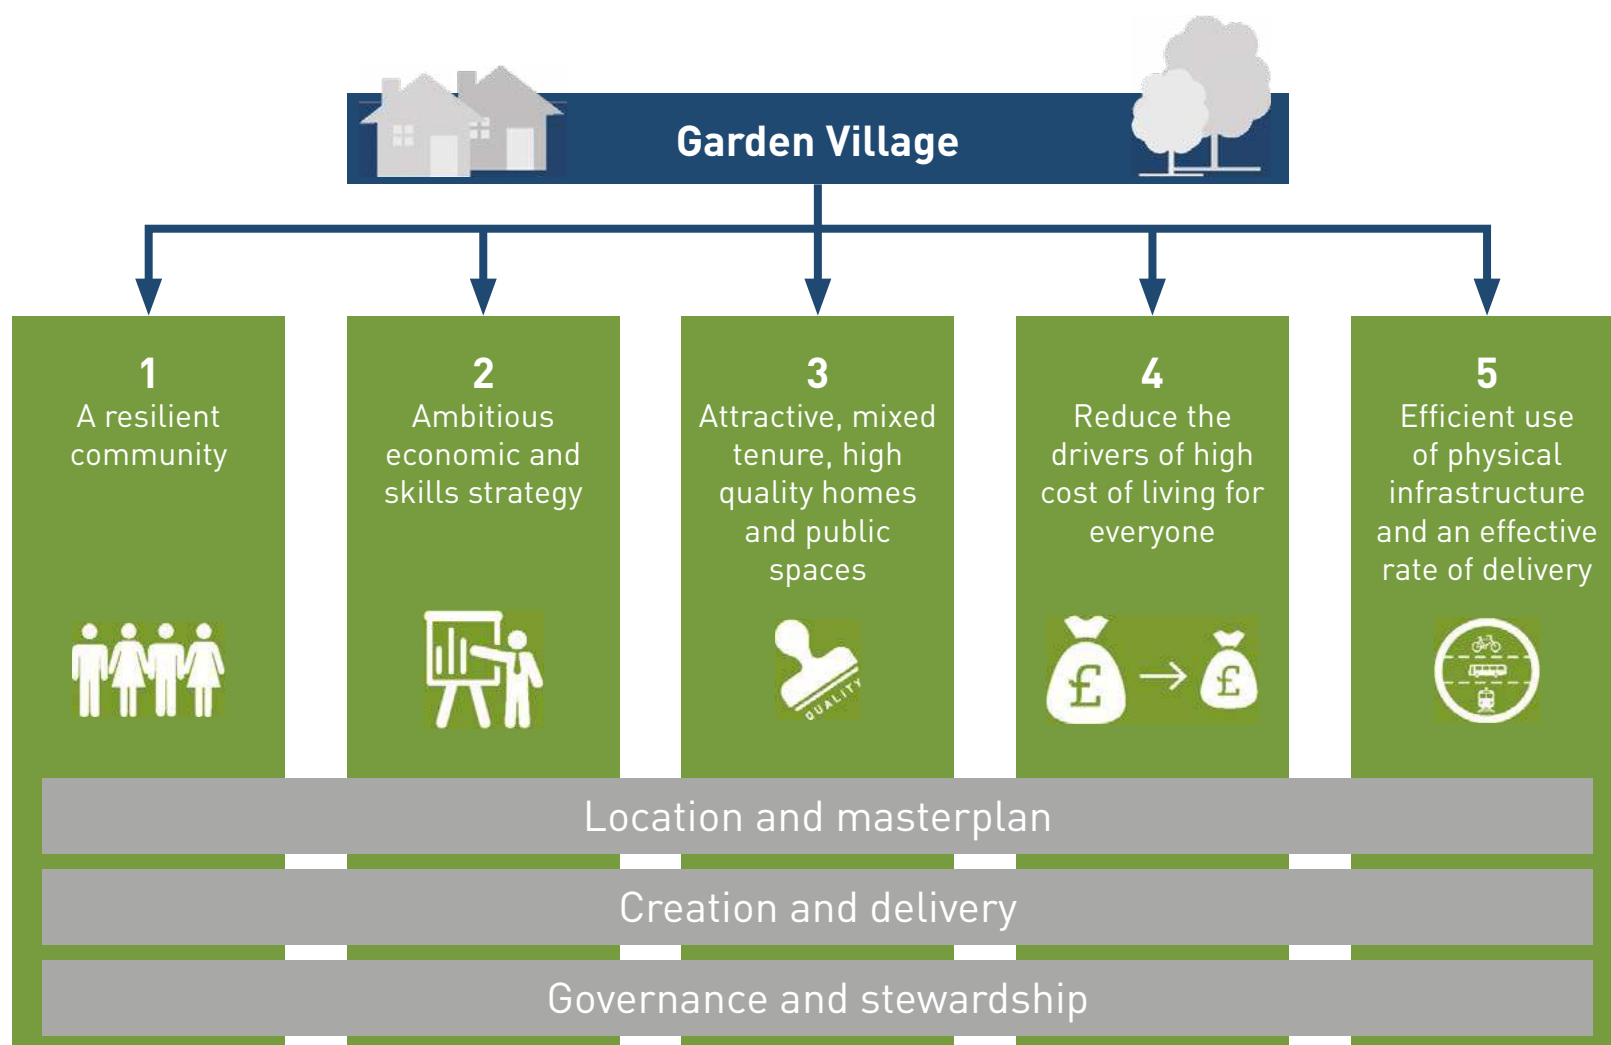 Garden Village
1
A resilient
community
2
Ambitious
economic and
skills strategy
3
Attractive, mixed
tenure, high
quality homes
and public
spaces
QUALITY
4
Reduce the
drivers of high
cost of living for
everyone
£
£
5
Efficient use
of physical
infrastructure
and an effective
rate of delivery
Location and masterplan
Creation and delivery
Governance and stewardship